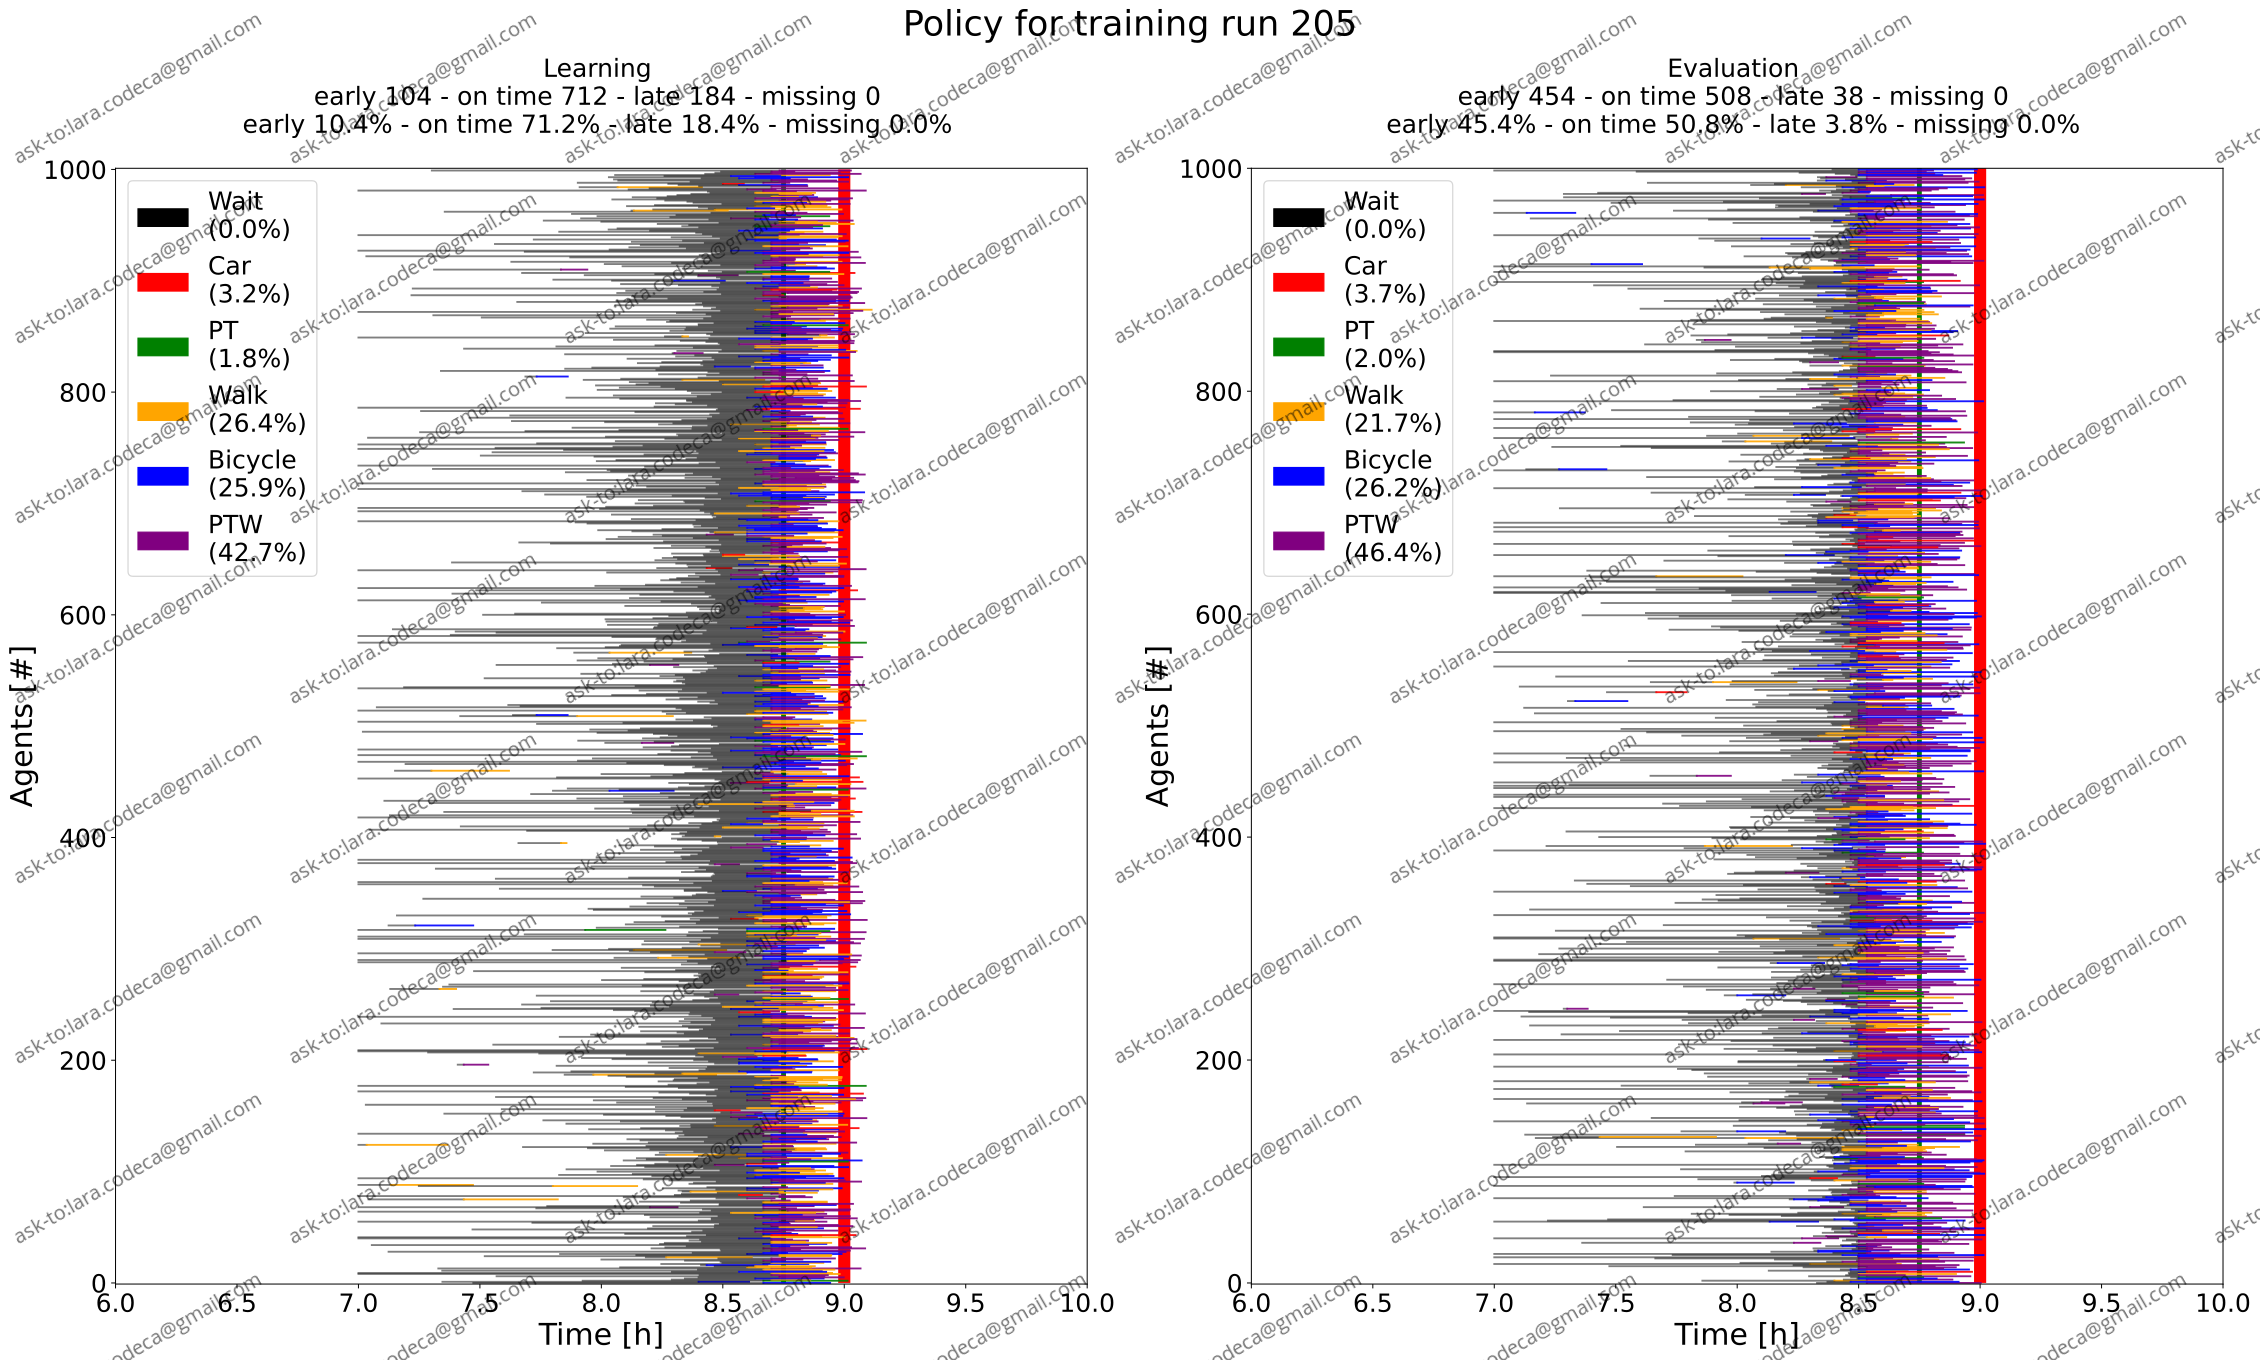 Policy for training run 205
Learning
early 104 - on time 712 - late 184 - missing 0
early 10.4% - on time 71.2% - late 18.4% - missing 0.0%
Evaluation
early 454 - on time 508 - late 38 - missing 0
early 45.4% - on time 50.8% - late 3.8% - missing 0.0%
Agents [#]
1000
800
600
400
200
0
Wait
(0.0%)
Car
(3.2%)
PT
(1.8%)
Walk
(26.4%)
Bicycle
(25.9%)
PTW
(42.7%)
6.0 6.5 7.0 7.5 8.0 8.5 9.0 9.5 10.0
Time [h]
Agents [#]
1000
800
600
400
200
0
Wait
(0.0%)
Car
(3.7%)
PT
(2.0%)
Walk
(21.7%)
Bicycle
(26.2%)
PTW
(46.4%)
6.0 6.5 7.0 7.5 8.0 8.5 9.0 9.5 10.0
Time [h]
ask-to:lara.codeca@gmail.com